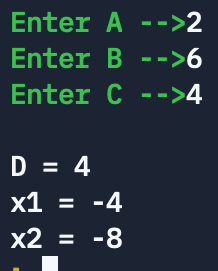 Enter A -->2
Enter B -->6
Enter C -->4
D = 4
x1 = -4
x2 = -8